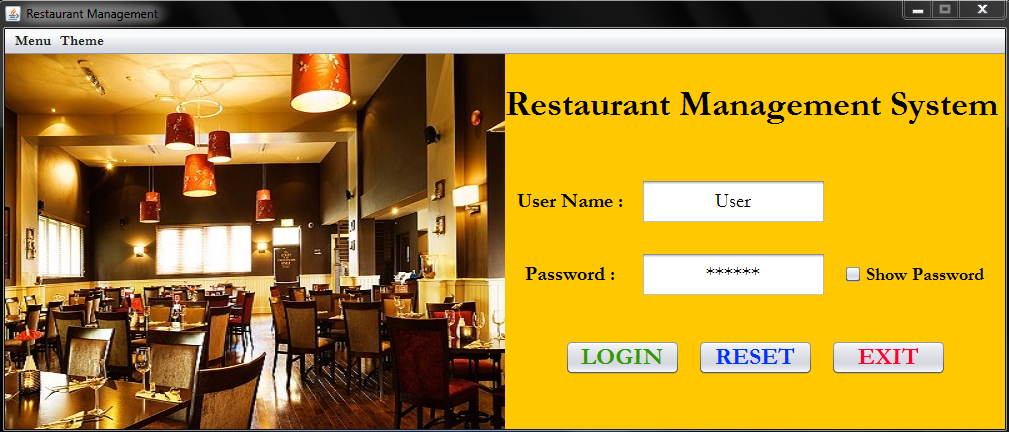 Restaurant Management
Menu Theme
Restaurant Management System
User Name : User
Password : ****** Show Password
LOGIN RESET EXIT